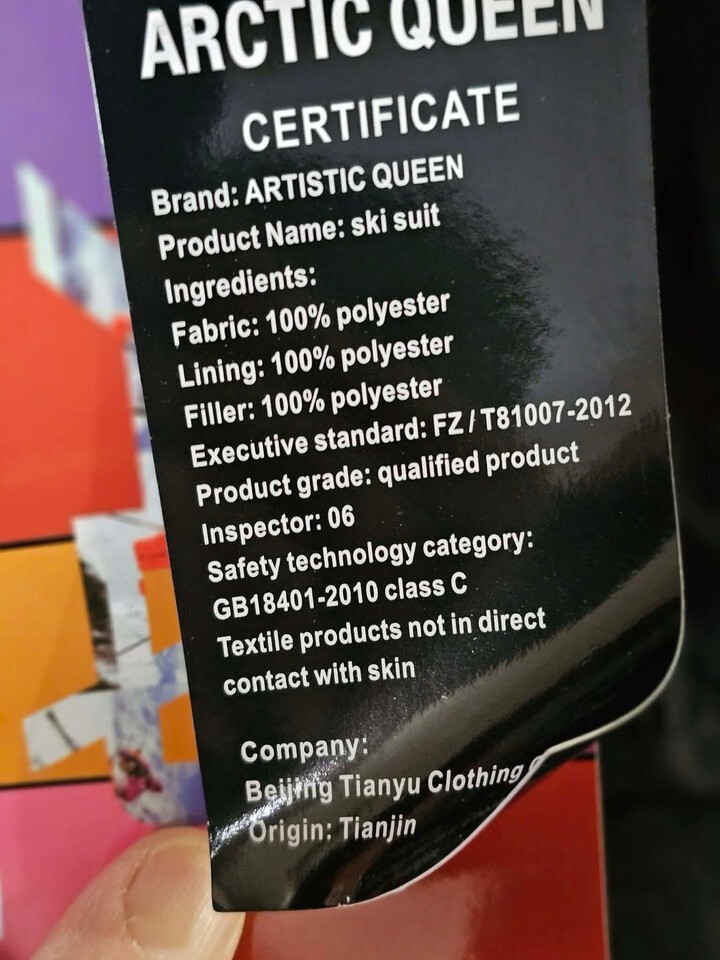 ARCTIC QUEEN
CERTIFICATE
Brand: ARTISTIC QUEEN
Product Name: ski suit
Ingredients:
Fabric: 100% polyester
Lining: 100% polyester
Filler: 100% polyester
Executive standard: FZ / T81007-2012
Product grade: qualified product
Inspector: 06
Safety technology category:
GB18401-2010 class C
Textile products not in direct
contact with skin
Company:
Beijing Tianyu Clothing
Origin: Tianjin